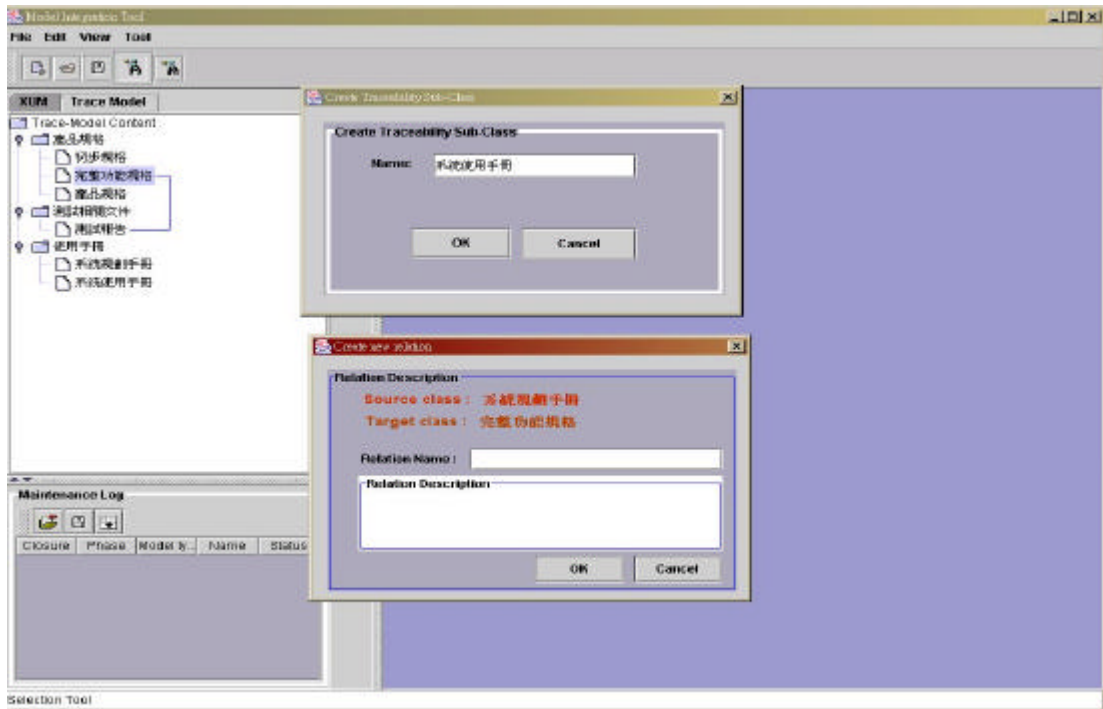 Model Integration Tool
File Edit View Tool
XUM Trace Model
Trace-Model Content
產品規格
初步規格
完整功能規格
產品規格
測試相關文件
測試報告
使用手冊
系統規劃手冊
系統使用手冊
Create Traceability Sub-Class
Create Traceability Sub-Class
Name: 系統使用手冊
OK Cancel
Create new relation
Relation Description
Source class : 系統規劃手冊
Target class : 完整功能規格
Relation Name :
Relation Description
OK Cancel
Maintenance Log
Closure Phase Model ty... Name Status
Selection Tool